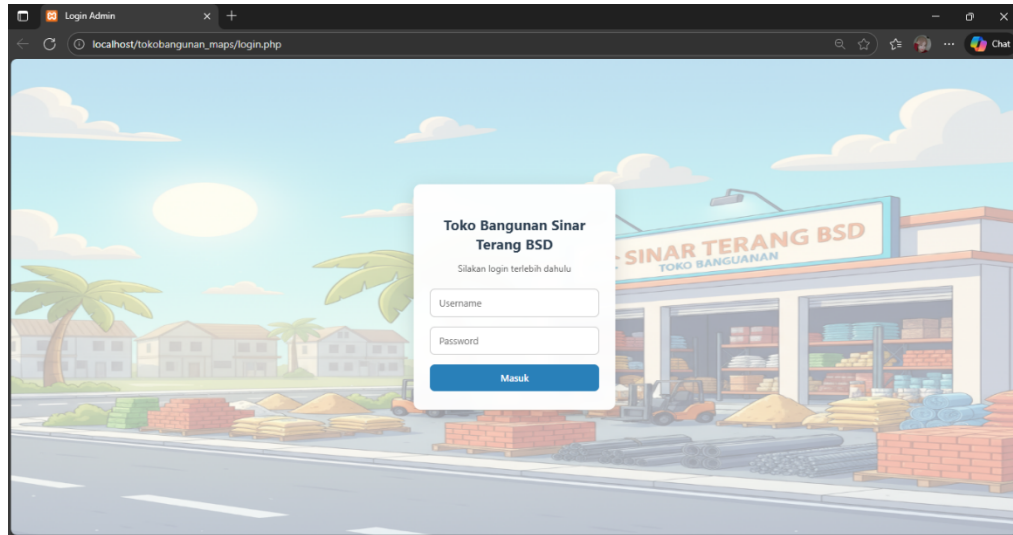 Login Admin
localhost/tokobangunan_maps/login.php
Chat
SINAR TERANG BSD
TOKO BANGUANAN
Toko Bangunan Sinar
Terang BSD
Silakan login terlebih dahulu
Username
Password
Masuk